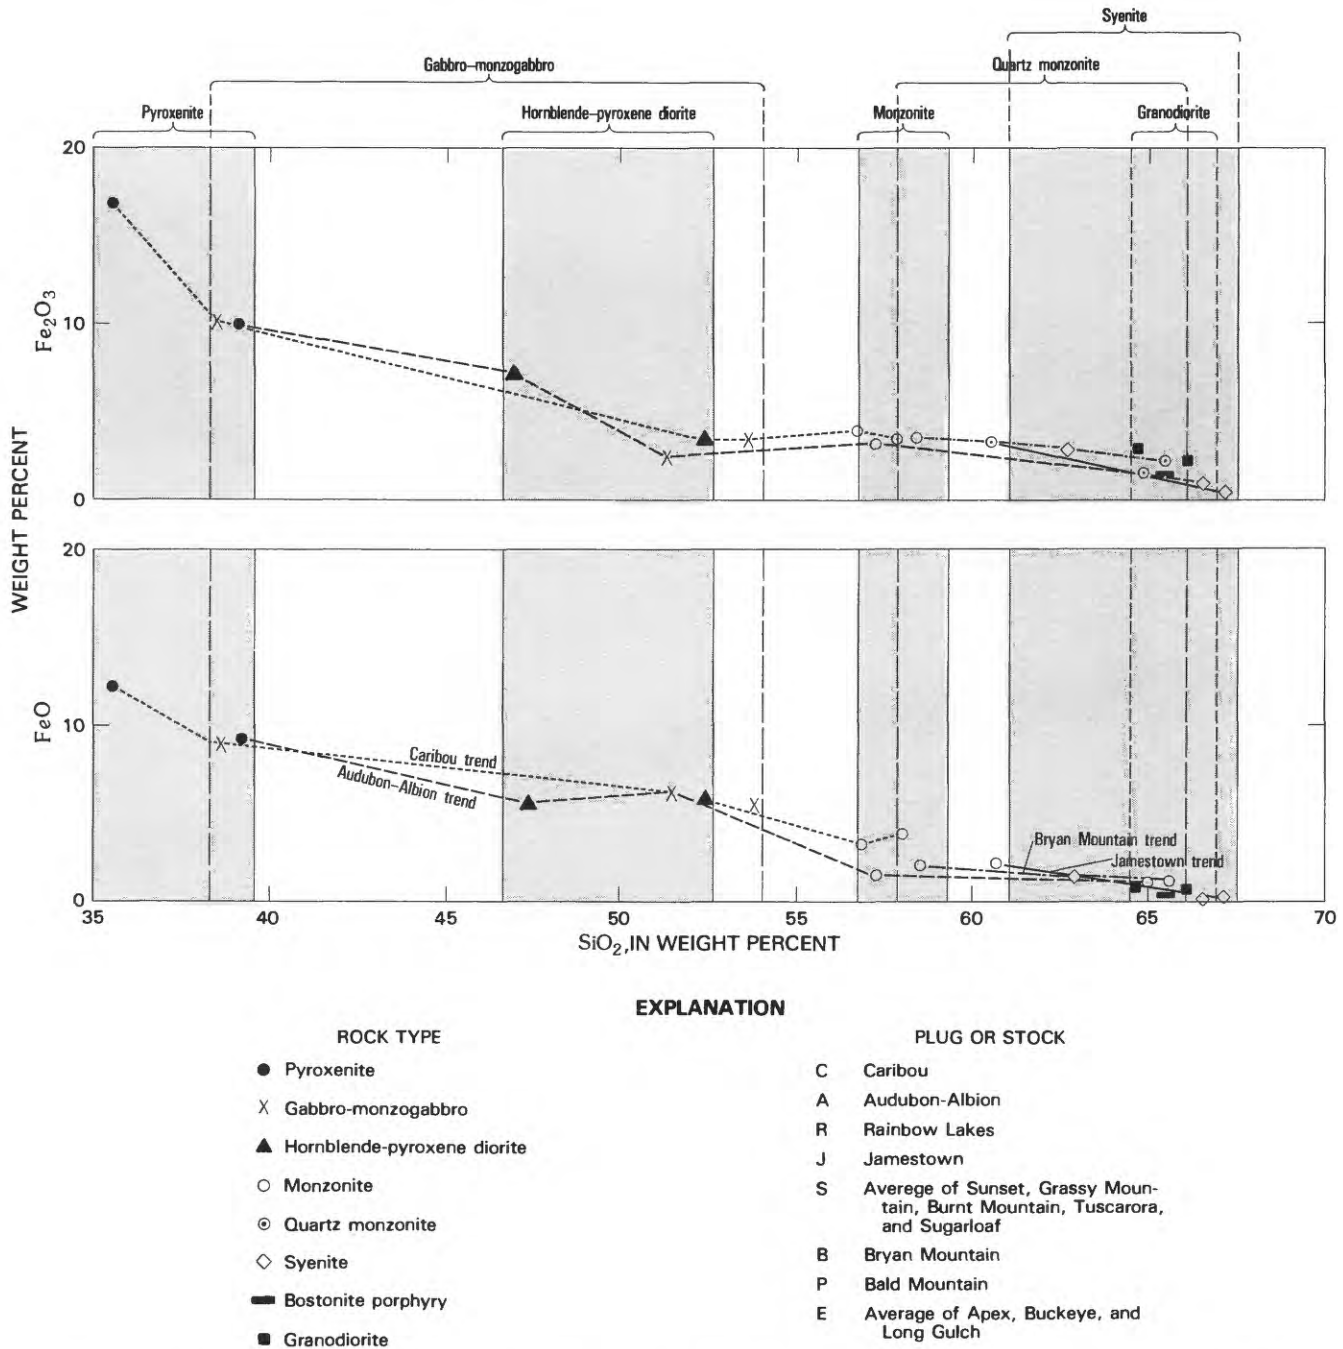 Syenite
Gabbro-monzogabbro
Quartz monzonite
Pyroxenite
Hornblende-pyroxene diorite
Monzonite
Granodiorite
20
10
0
Fe2O3
WEIGHT PERCENT
20
10
0
FeO
Caribou trend
Audubon-Albion trend
Bryan Mountain trend
Jamestown trend
35 40 45 50 55 60 65 70
SiO2, IN WEIGHT PERCENT
EXPLANATION
ROCK TYPE
Pyroxenite
X Gabbro-monzogabbro
Hornblende-pyroxene diorite
Monzonite
Quartz monzonite
Syenite
Bostonite porphyry
Granodiorite
PLUG OR STOCK
C Caribou
A Audubon-Albion
R Rainbow Lakes
J Jamestown
S Averege of Sunset, Grassy Moun-
tain, Burnt Mountain, Tuscarora,
and Sugarloaf
B Bryan Mountain
P Bald Mountain
E Average of Apex, Buckeye, and
Long Gulch